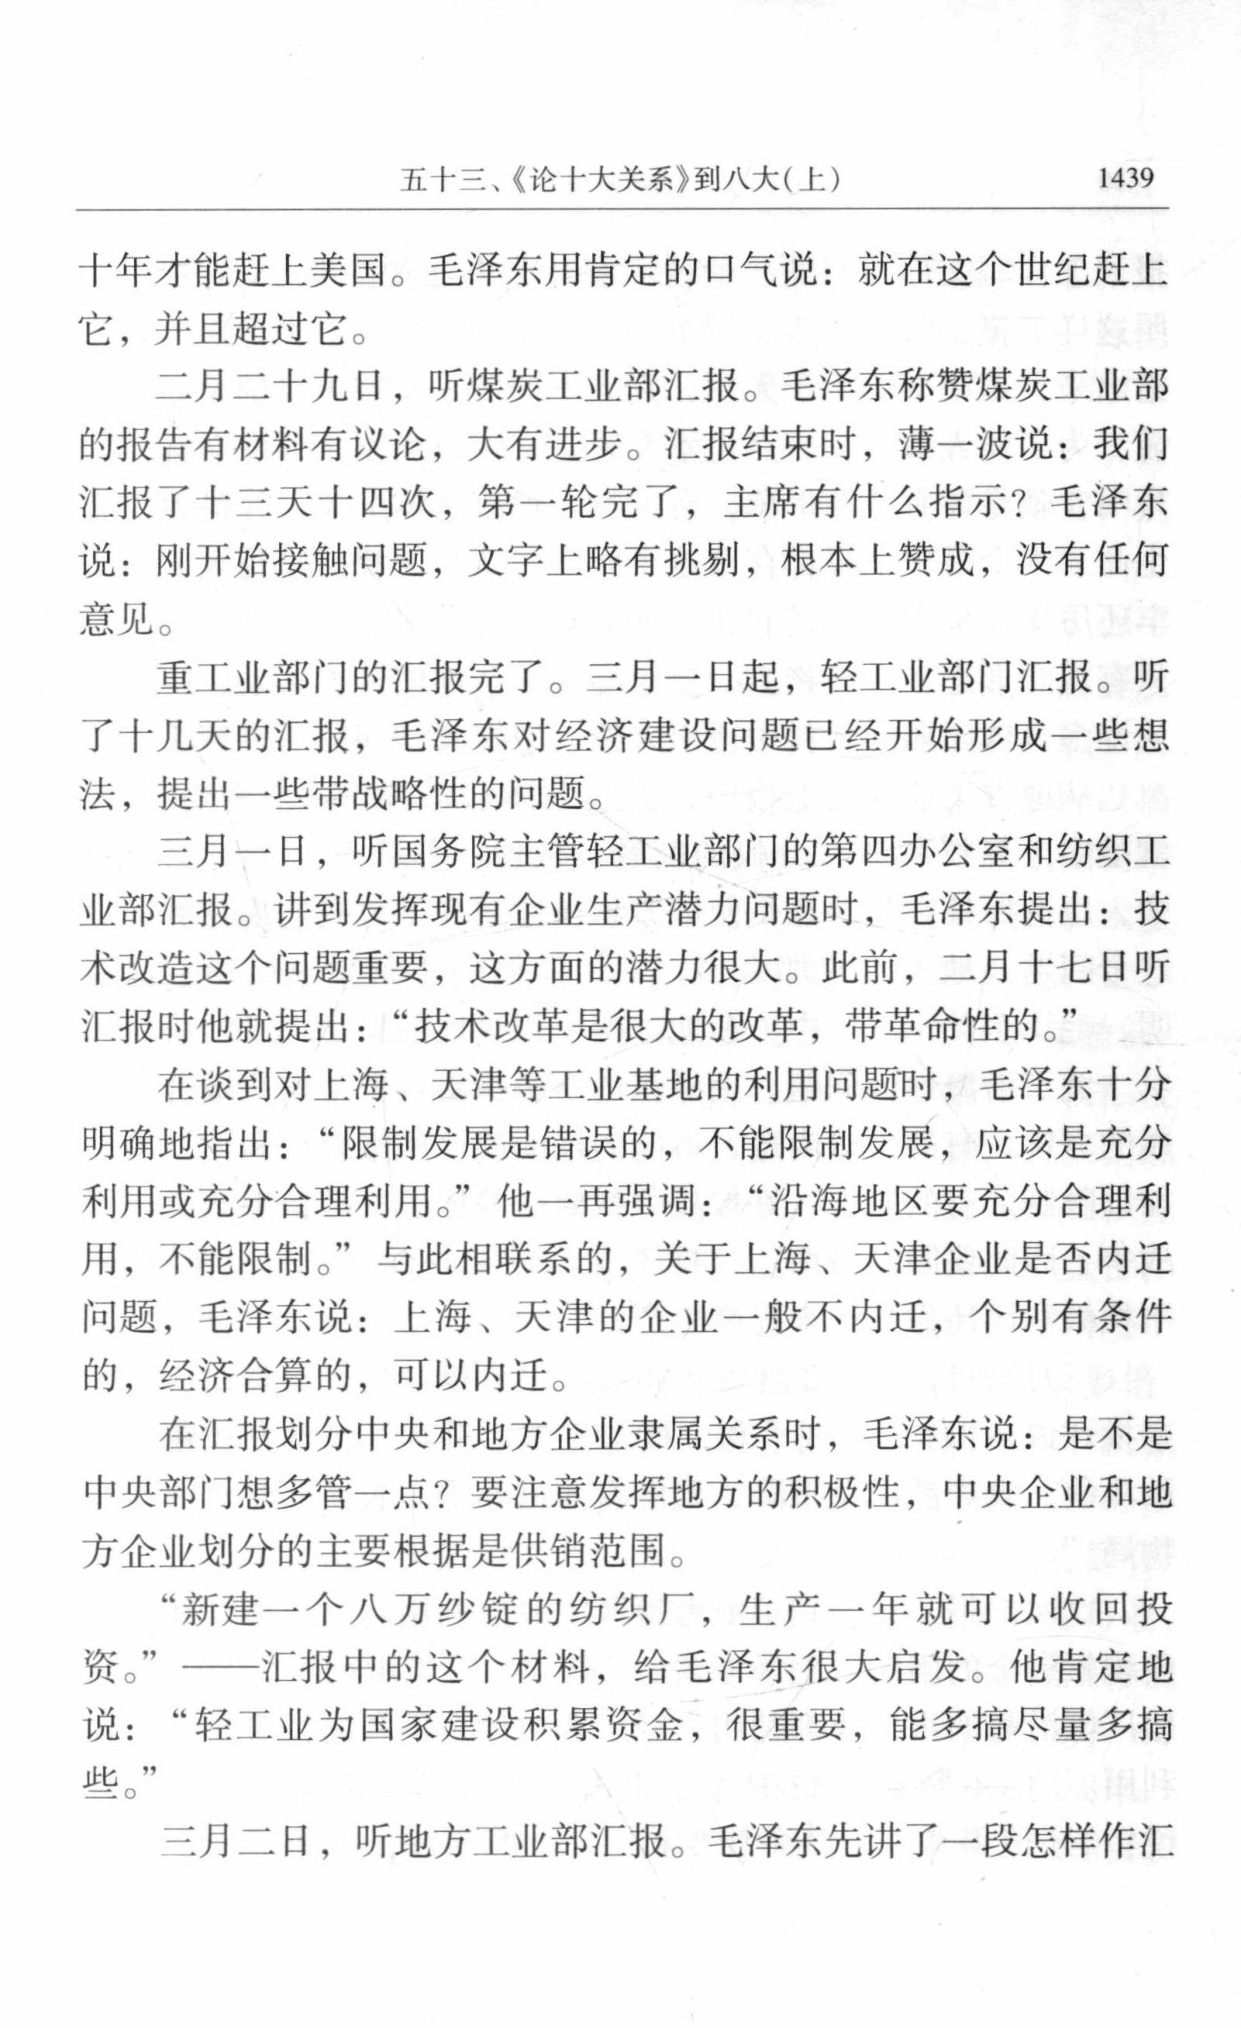 五十三、《论十大关系》到八大(上) 1439
十年才能赶上美国。毛泽东用肯定的口气说：就在这个世纪赶上
它，并且超过它。
二月二十九日，听煤炭工业部汇报。毛泽东称赞煤炭工业部
的报告有材料有议论，大有进步。汇报结束时，薄一波说：我们
汇报了十三天十四次，第一轮完了，主席有什么指示？毛泽东
说：刚开始接触问题，文字上略有挑剔，根本上赞成，没有任何
意见。
重工业部门的汇报完了。三月一日起，轻工业部门汇报。听
了十几天的汇报，毛泽东对经济建设问题已经开始形成一些想
法，提出一些带战略性的问题。
三月一日，听国务院主管轻工业部门的第四办公室和纺织工
业部汇报。讲到发挥现有企业生产潜力问题时，毛泽东提出：技
术改造这个问题重要，这方面的潜力很大。此前，二月十七日听
汇报时他就提出：“技术改革是很大的改革，带革命性的。”
在谈到对上海、天津等工业基地的利用问题时，毛泽东十分
明确地指出：“限制发展是错误的，不能限制发展，应该是充分
利用或充分合理利用。”他一再强调：“沿海地区要充分合理利
用，不能限制。”与此相联系的，关于上海、天津企业是否内迁
问题，毛泽东说：上海、天津的企业一般不内迁，个别有条件
的，经济合算的，可以内迁。
在汇报划分中央和地方企业隶属关系时，毛泽东说：是不是
中央部门想多管一点？要注意发挥地方的积极性，中央企业和地
方企业划分的主要根据是供销范围。
“新建一个八万纱锭的纺织厂，生产一年就可以收回投
资。”——汇报中的这个材料，给毛泽东很大启发。他肯定地
说：“轻工业为国家建设积累资金，很重要，能多搞尽量多搞
些。”
三月二日，听地方工业部汇报。毛泽东先讲了一段怎样作汇